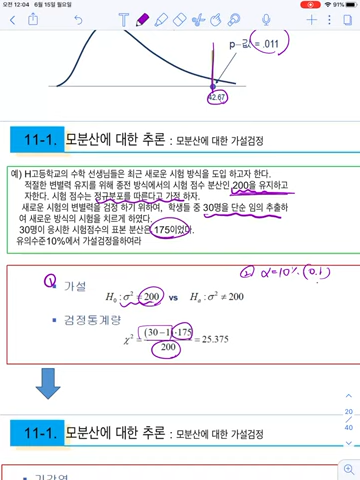 오전 12:04 6월 15일 월요일
91%
p-값 = .011
42.67
11-1. 모분산에 대한 추론 : 모분산에 대한 가설검정
예) H고등학교의 수학 선생님들은 최근 새로운 시험 방식을 도입 하고자 한다.
적절한 변별력 유지를 위해 종전 방식에서의 시험 점수 분산인 200을 유지하고
자한다. 시험 점수는 정규분포를 따른다고 가정 하자.
새로운 시험의 변별력을 검정 하기 위하여, 학생들 중 30명을 단순 임의 추출하
여 새로운 방식의 시험을 치르게 하였다.
30명이 응시한 시험점수의 표본 분산은 175이었다.
유의수준 10%에서 가설검정을하여라
① 가설
② α=10% (0.1)
H₀ : σ² = 200 vs Hₐ : σ² ≠ 200
검정통계량
χ² = (30−1)·175 / 200 = 25.375
20
40
11-1. 모분산에 대한 추론 : 모분산에 대한 가설검정